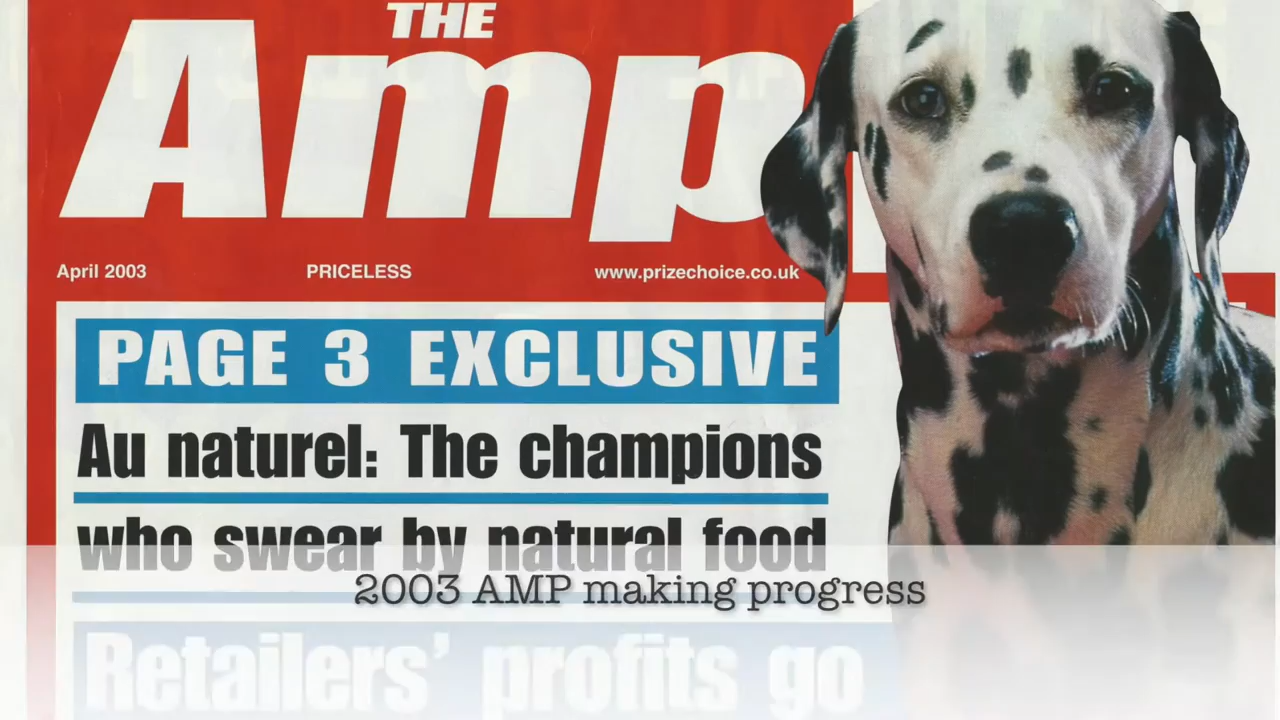 THE
Amp
April 2003 PRICELESS www.prizechoice.co.uk
PAGE 3 EXCLUSIVE
Au naturel: The champions
who swear by natural food
2003 AMP making progress
Retailers' profits go